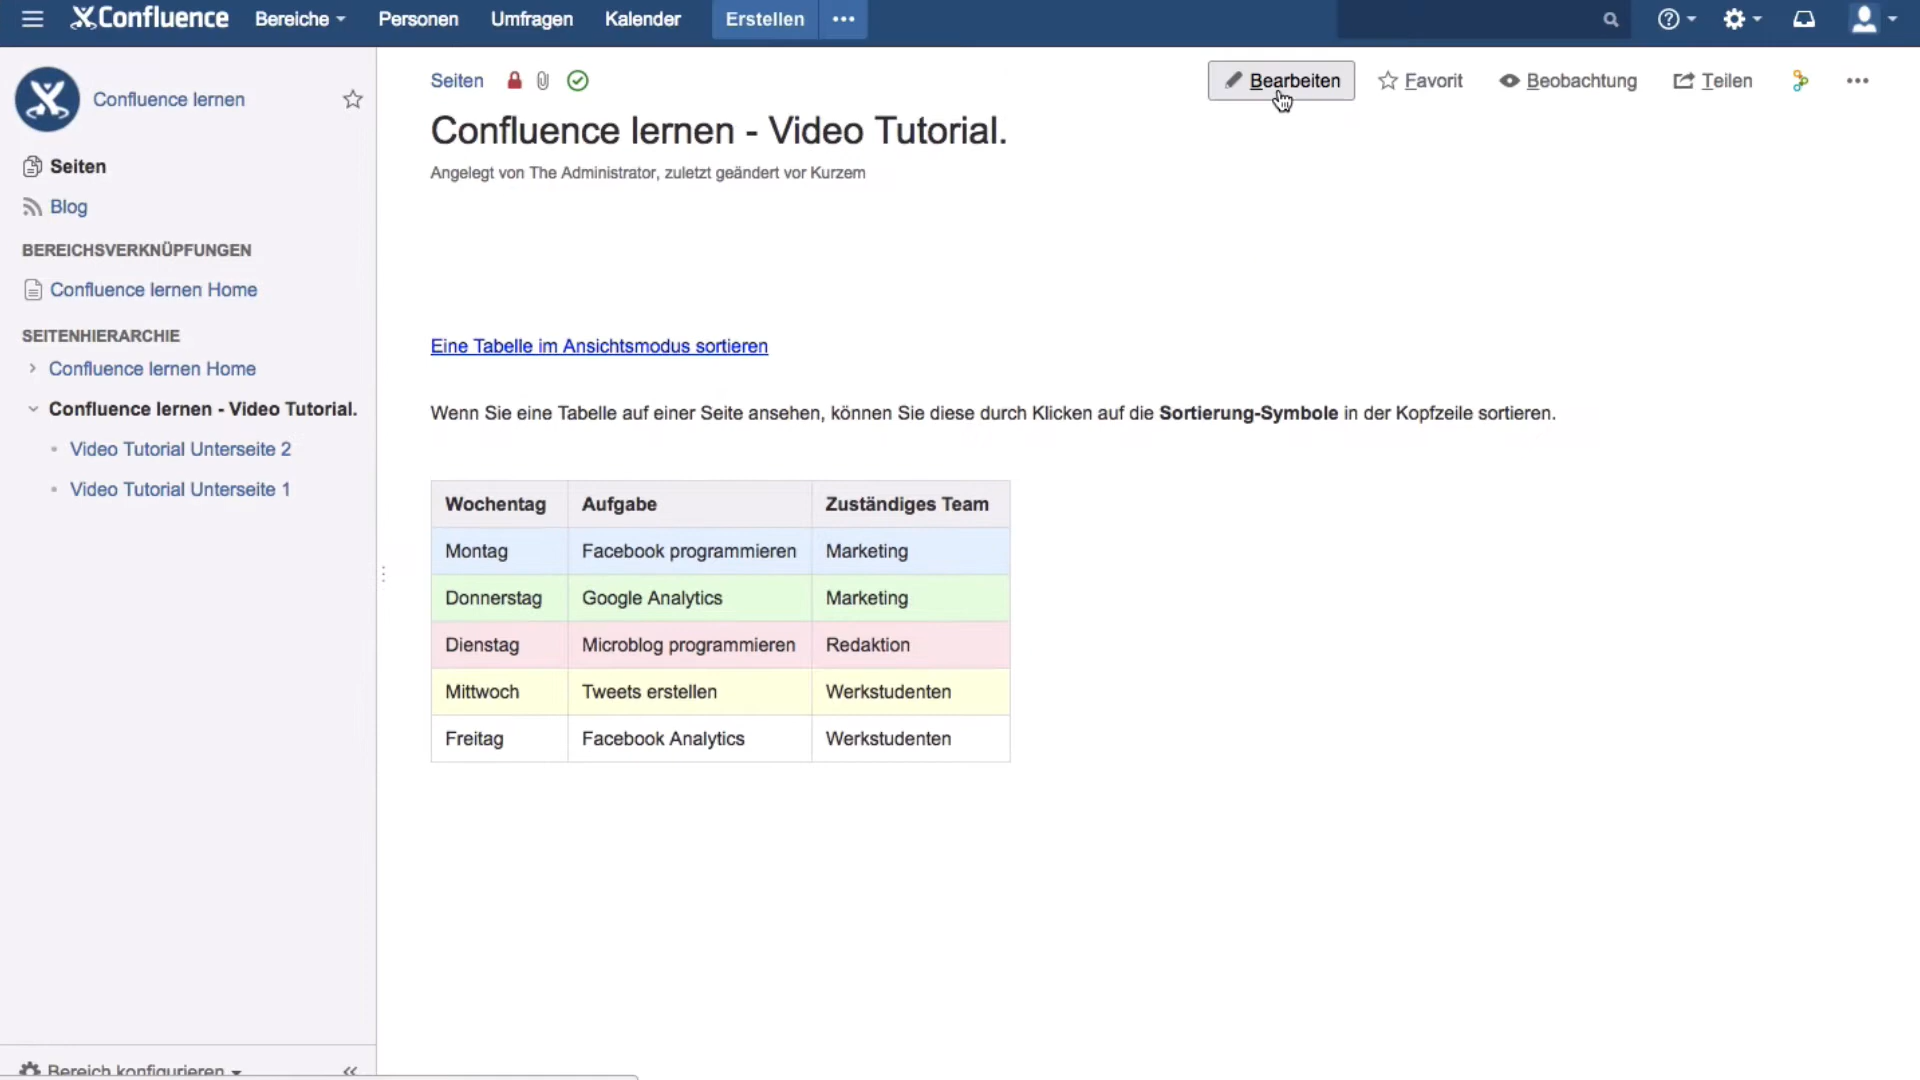 Confluence Bereiche Personen Umfragen Kalender Erstellen
Confluence lernen
Seiten
Blog
BEREICHSVERKNÜPFUNGEN
Confluence lernen Home
SEITENHIERARCHIE
Confluence lernen Home
Confluence lernen - Video Tutorial.
Video Tutorial Unterseite 2
Video Tutorial Unterseite 1
Bereich konfigurieren
Seiten
Bearbeiten Favorit Beobachtung Teilen
Confluence lernen - Video Tutorial.
Angelegt von The Administrator, zuletzt geändert vor Kurzem
Eine Tabelle im Ansichtsmodus sortieren
Wenn Sie eine Tabelle auf einer Seite ansehen, können Sie diese durch Klicken auf die Sortierung-Symbole in der Kopfzeile sortieren.
Wochentag Aufgabe Zuständiges Team
Montag Facebook programmieren Marketing
Donnerstag Google Analytics Marketing
Dienstag Microblog programmieren Redaktion
Mittwoch Tweets erstellen Werkstudenten
Freitag Facebook Analytics Werkstudenten